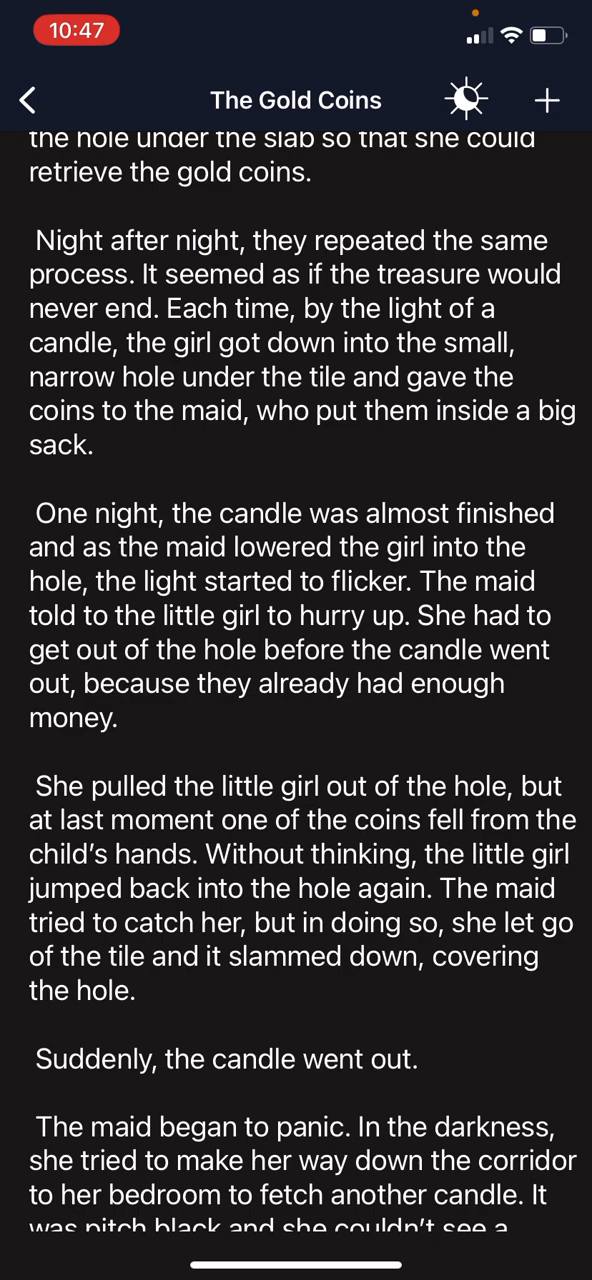 10:47
The Gold Coins
the hole under the slab so that she could
retrieve the gold coins.
Night after night, they repeated the same
process. It seemed as if the treasure would
never end. Each time, by the light of a
candle, the girl got down into the small,
narrow hole under the tile and gave the
coins to the maid, who put them inside a big
sack.
One night, the candle was almost finished
and as the maid lowered the girl into the
hole, the light started to flicker. The maid
told to the little girl to hurry up. She had to
get out of the hole before the candle went
out, because they already had enough
money.
She pulled the little girl out of the hole, but
at last moment one of the coins fell from the
child’s hands. Without thinking, the little girl
jumped back into the hole again. The maid
tried to catch her, but in doing so, she let go
of the tile and it slammed down, covering
the hole.
Suddenly, the candle went out.
The maid began to panic. In the darkness,
she tried to make her way down the corridor
to her bedroom to fetch another candle. It
was pitch black and she couldn’t see a